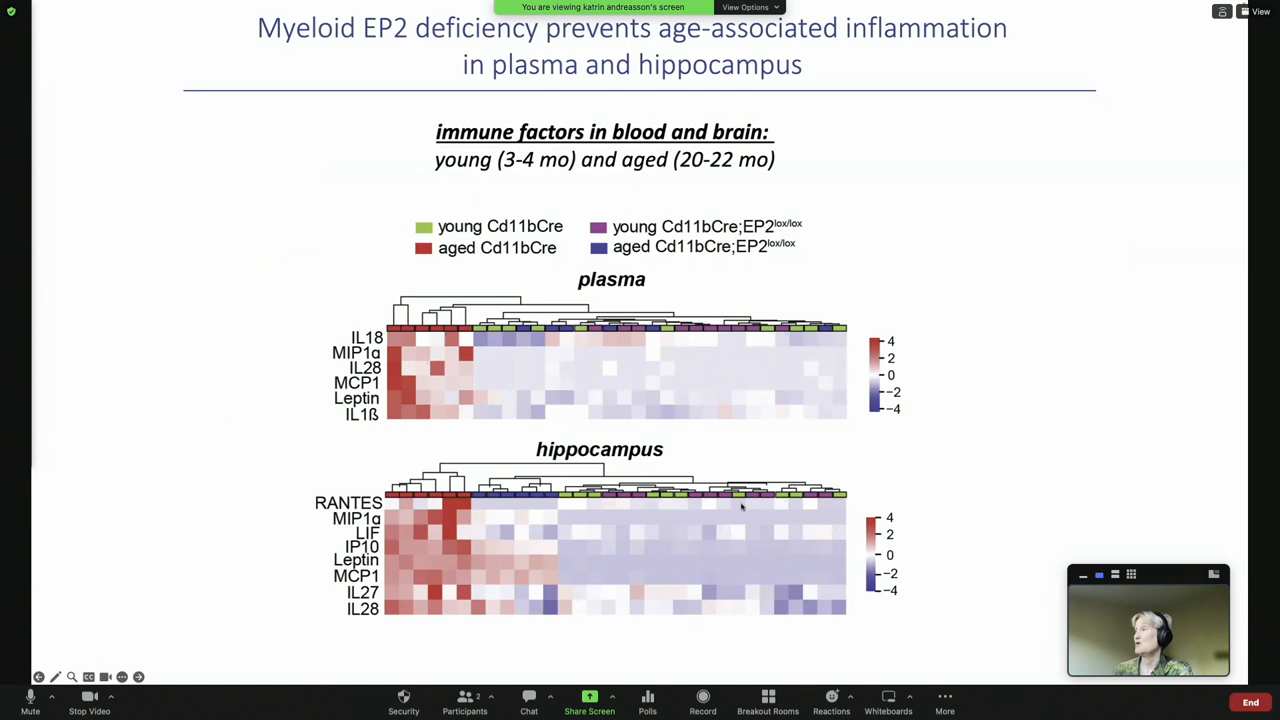 You are viewing katrin andreasson's screen
View Options
View
Myeloid EP2 deficiency prevents age-associated inflammation
in plasma and hippocampus
immune factors in blood and brain:
young (3-4 mo) and aged (20-22 mo)
young Cd11bCre
young Cd11bCre;EP2lox/lox
aged Cd11bCre
aged Cd11bCre;EP2lox/lox
plasma
IL18
MIP1α
IL28
MCP1
Leptin
IL1ß
4
2
0
−2
−4
hippocampus
RANTES
MIP1α
LIF
IP10
Leptin
MCP1
IL27
IL28
4
2
0
−2
−4
Mute
Stop Video
Security
Participants
2
Chat
Share Screen
Polls
Record
Breakout Rooms
Reactions
Whiteboards
More
End